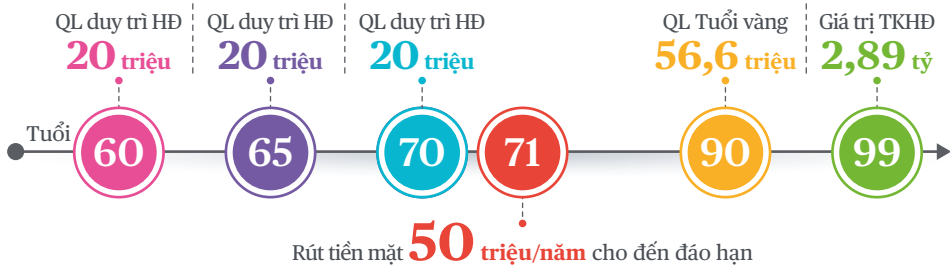 QL duy trì HĐ
20 triệu
QL duy trì HĐ
20 triệu
QL duy trì HĐ
20 triệu
QL Tuổi vàng
56,6 triệu
Giá trị TKHĐ
2,89 tỷ
Tuổi
60
65
70
71
90
99
Rút tiền mặt 50 triệu/năm cho đến đáo hạn